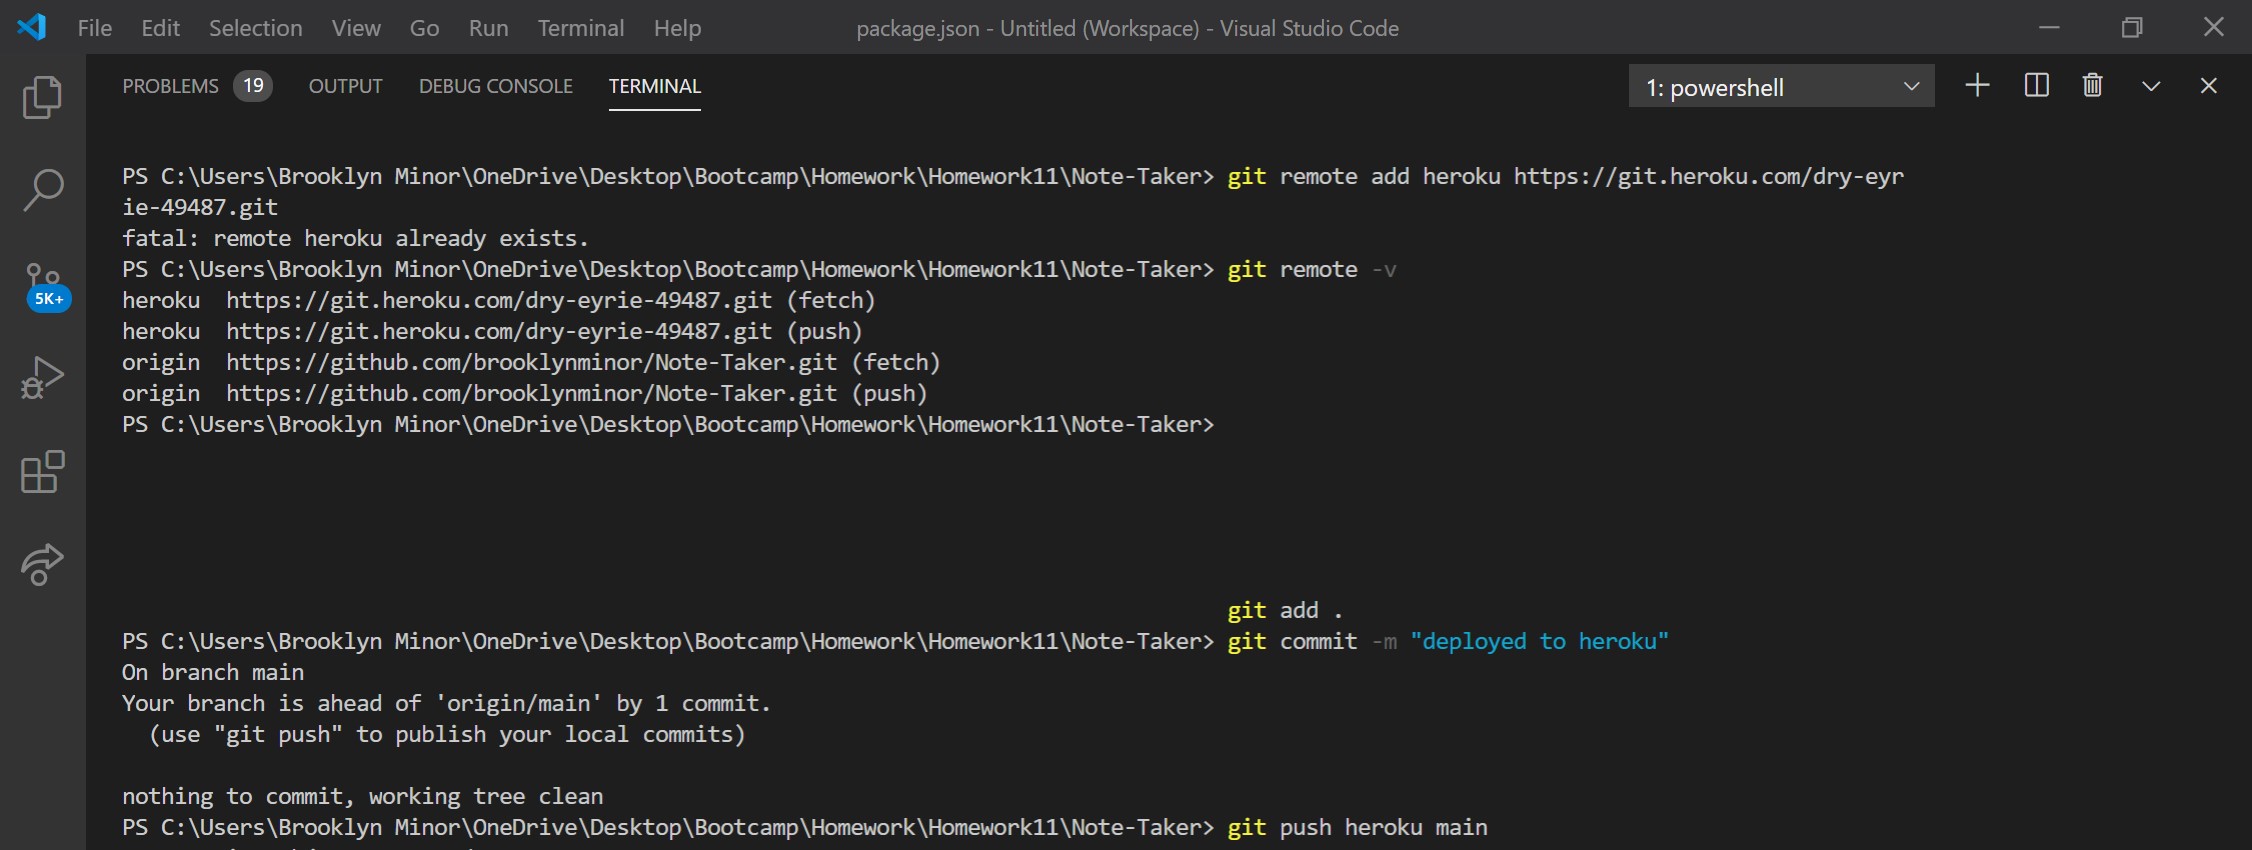 File Edit Selection View Go Run Terminal Help package.json - Untitled (Workspace) - Visual Studio Code
PROBLEMS 19 OUTPUT DEBUG CONSOLE TERMINAL 1: powershell
PS C:\Users\Brooklyn Minor\OneDrive\Desktop\Bootcamp\Homework\Homework11\Note-Taker> git remote add heroku https://git.heroku.com/dry-eyr
ie-49487.git
fatal: remote heroku already exists.
PS C:\Users\Brooklyn Minor\OneDrive\Desktop\Bootcamp\Homework\Homework11\Note-Taker> git remote -v
heroku  https://git.heroku.com/dry-eyrie-49487.git (fetch)
heroku  https://git.heroku.com/dry-eyrie-49487.git (push)
origin  https://github.com/brooklynminor/Note-Taker.git (fetch)
origin  https://github.com/brooklynminor/Note-Taker.git (push)
PS C:\Users\Brooklyn Minor\OneDrive\Desktop\Bootcamp\Homework\Homework11\Note-Taker>
5K+
git add .
PS C:\Users\Brooklyn Minor\OneDrive\Desktop\Bootcamp\Homework\Homework11\Note-Taker> git commit -m "deployed to heroku"
On branch main
Your branch is ahead of 'origin/main' by 1 commit.
  (use "git push" to publish your local commits)
nothing to commit, working tree clean
PS C:\Users\Brooklyn Minor\OneDrive\Desktop\Bootcamp\Homework\Homework11\Note-Taker> git push heroku main